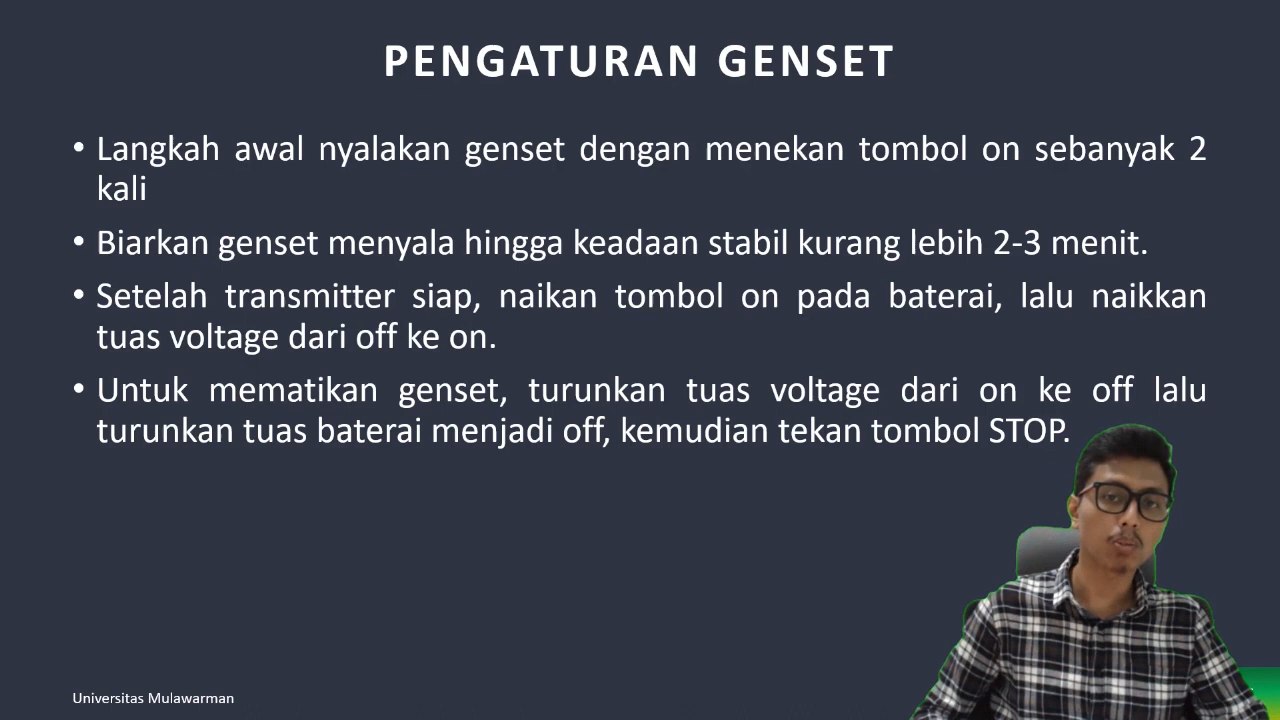 PENGATURAN GENSET
• Langkah awal nyalakan genset dengan menekan tombol on sebanyak 2
kali
• Biarkan genset menyala hingga keadaan stabil kurang lebih 2-3 menit.
• Setelah transmitter siap, naikan tombol on pada baterai, lalu naikkan
tuas voltage dari off ke on.
• Untuk mematikan genset, turunkan tuas voltage dari on ke off lalu
turunkan tuas baterai menjadi off, kemudian tekan tombol STOP.
Universitas Mulawarman